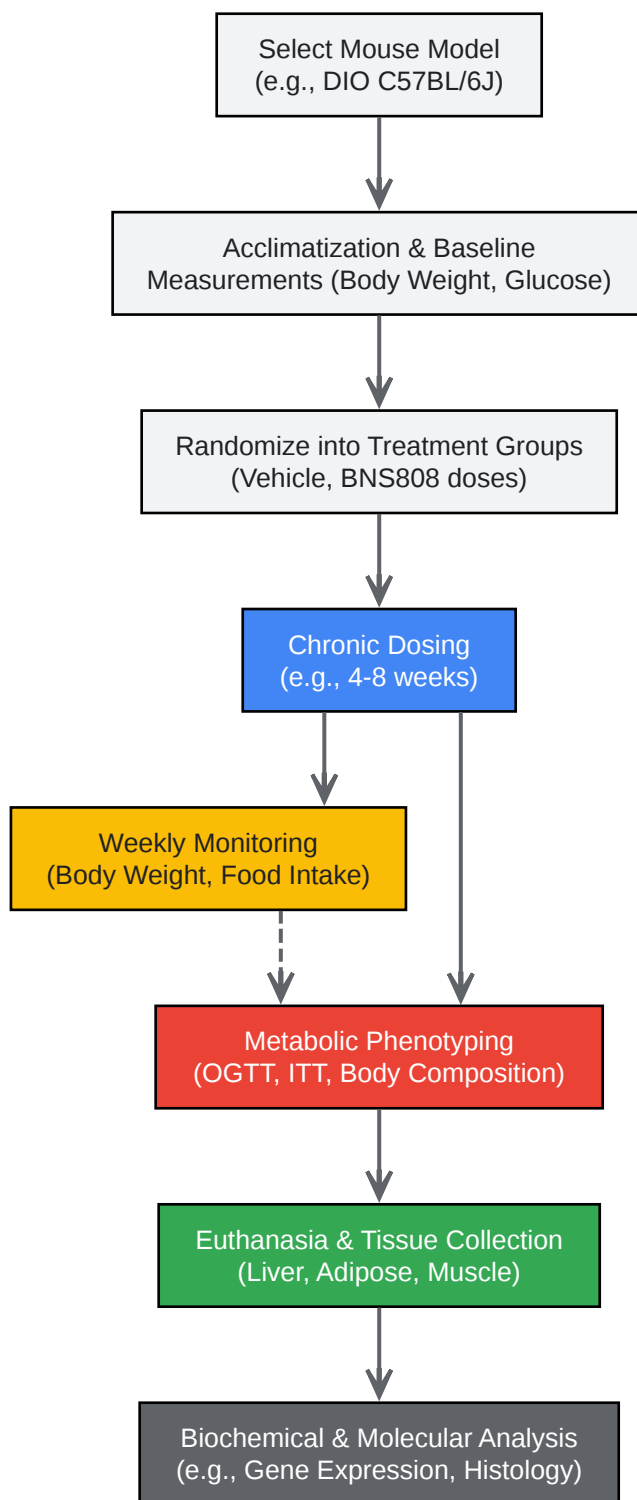 Select Mouse Model
(e.g., DIO C57BL/6J)
Acclimatization & Baseline
Measurements (Body Weight, Glucose)
Randomize into Treatment Groups
(Vehicle, BNS808 doses)
Chronic Dosing
(e.g., 4-8 weeks)
Weekly Monitoring
(Body Weight, Food Intake)
Metabolic Phenotyping
(OGTT, ITT, Body Composition)
Euthanasia & Tissue Collection
(Liver, Adipose, Muscle)
Biochemical & Molecular Analysis
(e.g., Gene Expression, Histology)